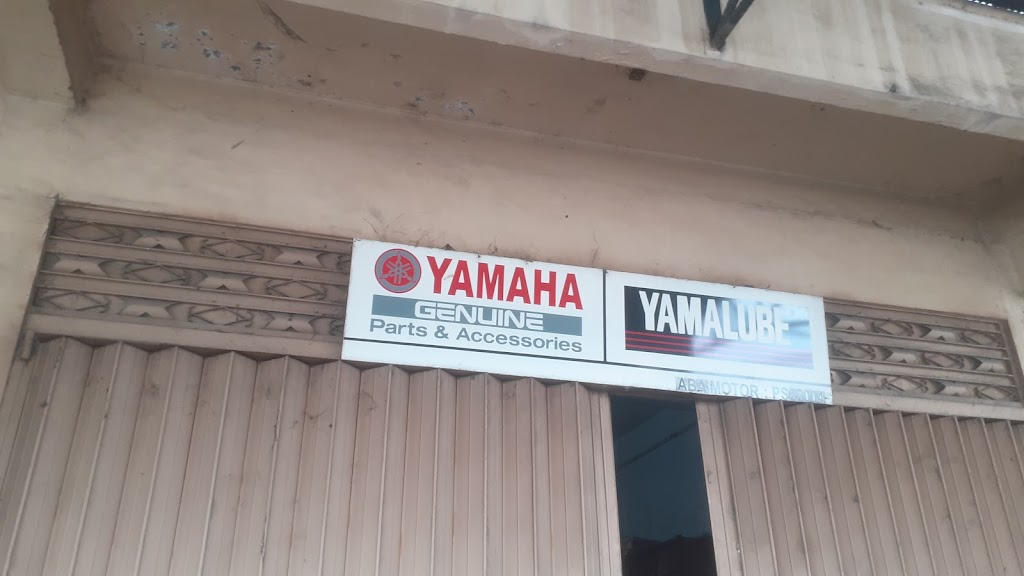 YAMAHA
GENUINE
Parts & Accessories
YAMALUBE
ABA MOTOR :